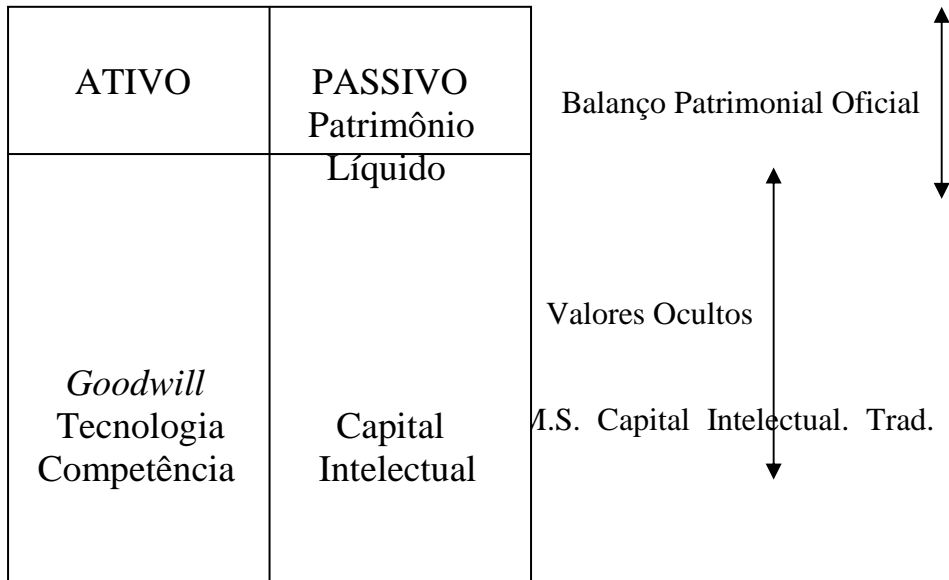 ATIVO
PASSIVO
Patrimônio
Líquido
Balanço Patrimonial Oficial
Valores Ocultos
Goodwill
Tecnologia
Competência
Capital
Intelectual
M.S. Capital Intelectual. Trad.